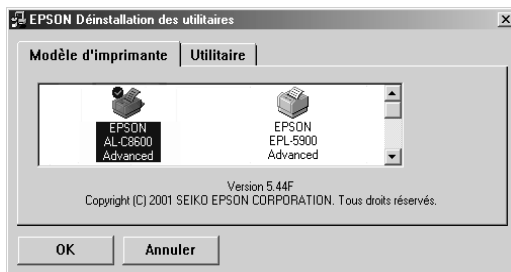 EPSON Déinstallation des utilitaires
Modèle d'imprimante
Utilitaire
EPSON
AL-C8600
Advanced
EPSON
EPL-5900
Advanced
Version 5.44F
Copyright (C) 2001 SEIKO EPSON CORPORATION. Tous droits réservés.
OK
Annuler